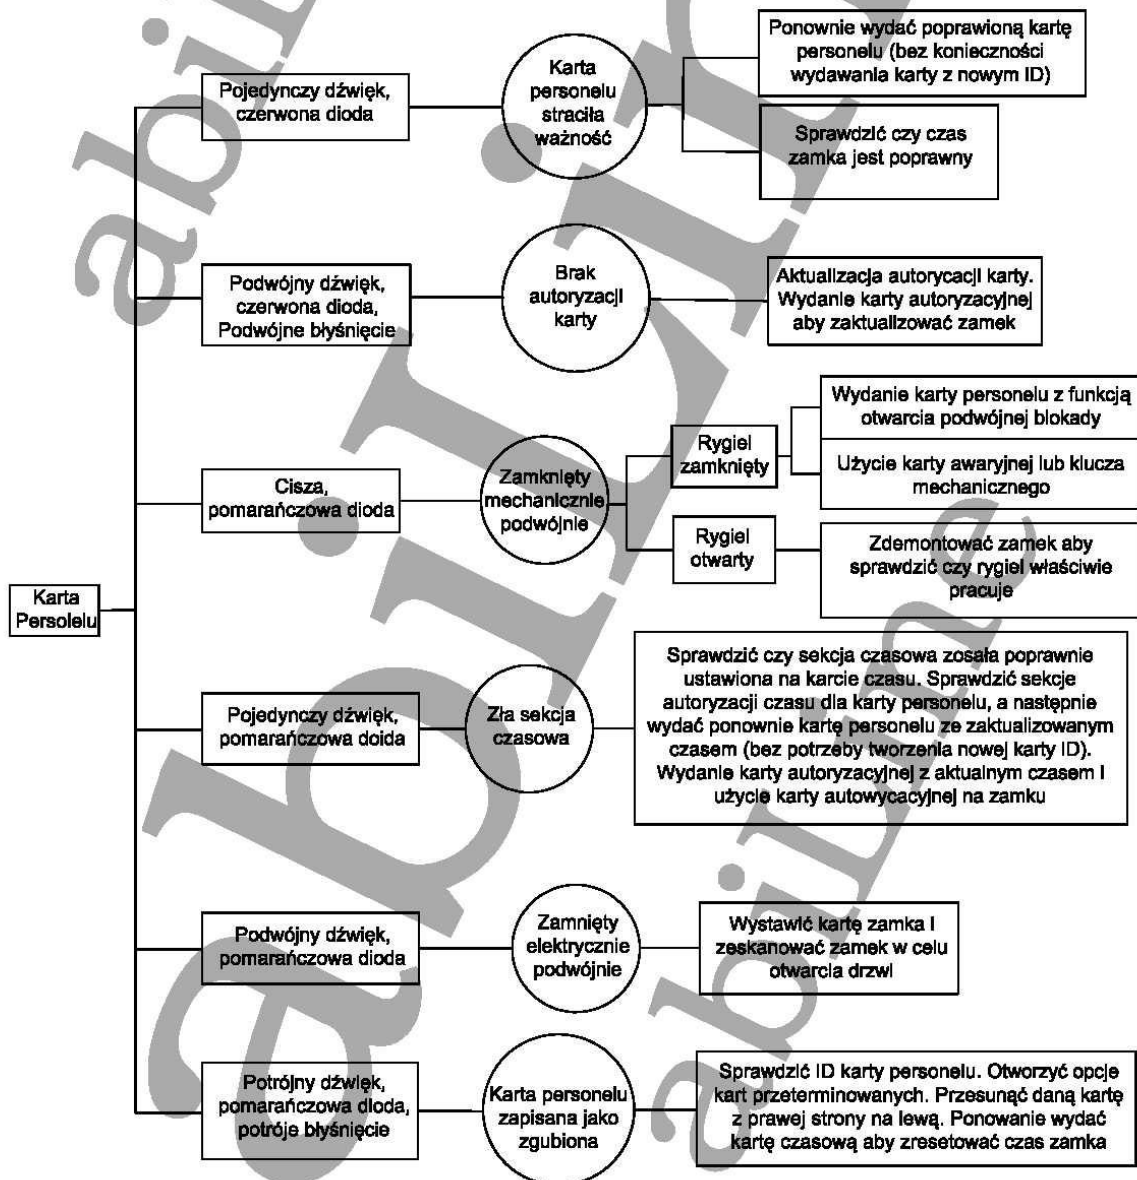 Pojedynczy dźwięk,
czerwona dioda
Karta
personelu
straciła
ważność
Ponownie wydać poprawioną kartę
personelu (bez konieczności
wydawania karty z nowym ID)
Sprawdzić czy czas
zamka jest poprawny
Podwójny dźwięk,
czerwona dioda,
Podwójne błyśnięcie
Brak
autoryzacji
karty
Aktualizacja autorycacji karty.
Wydanie karty autoryzacyjnej
aby zaktualizować zamek
Cisza,
pomarańczowa dioda
Zamknięty
mechanicznie
podwójnie
Rygiel
zamknięty
Wydanie karty personelu z funkcją
otwarcia podwójnej blokady
Użycie karty awaryjnej lub klucza
mechanicznego
Rygiel
otwarty
Zdemontować zamek aby
sprawdzić czy rygiel właściwie
pracuje
Karta
Persolelu
Pojedynczy dźwięk,
pomarańczowa doida
Zła sekcja
czasowa
Sprawdzić czy sekcja czasowa zosała poprawnie
ustawiona na karcie czasu. Sprawdzić sekcje
autoryzacji czasu dla karty personelu, a następnie
wydać ponownie kartę personelu ze zaktualizowanym
czasem (bez potrzeby tworzenia nowej karty ID).
Wydanie karty autoryzacyjnej z aktualnym czasem i
użycie karty autowycacyjnej na zamku
Podwójny dźwięk,
pomarańczowa dioda
Zamnięty
elektrycznie
podwójnie
Wystawić kartę zamka i
zeskanować zamek w celu
otwarcia drzwi
Potrójny dźwięk,
pomarańczowa dioda,
potróje błyśnięcie
Karta personelu
zapisana jako
zgubiona
Sprawdzić ID karty personelu. Otworzyć opcje
kart przeterminowanych. Przesunąć daną kartę
z prawej strony na lewą. Ponowanie wydać
kartę czasową aby zresetować czas zamka
abiLine